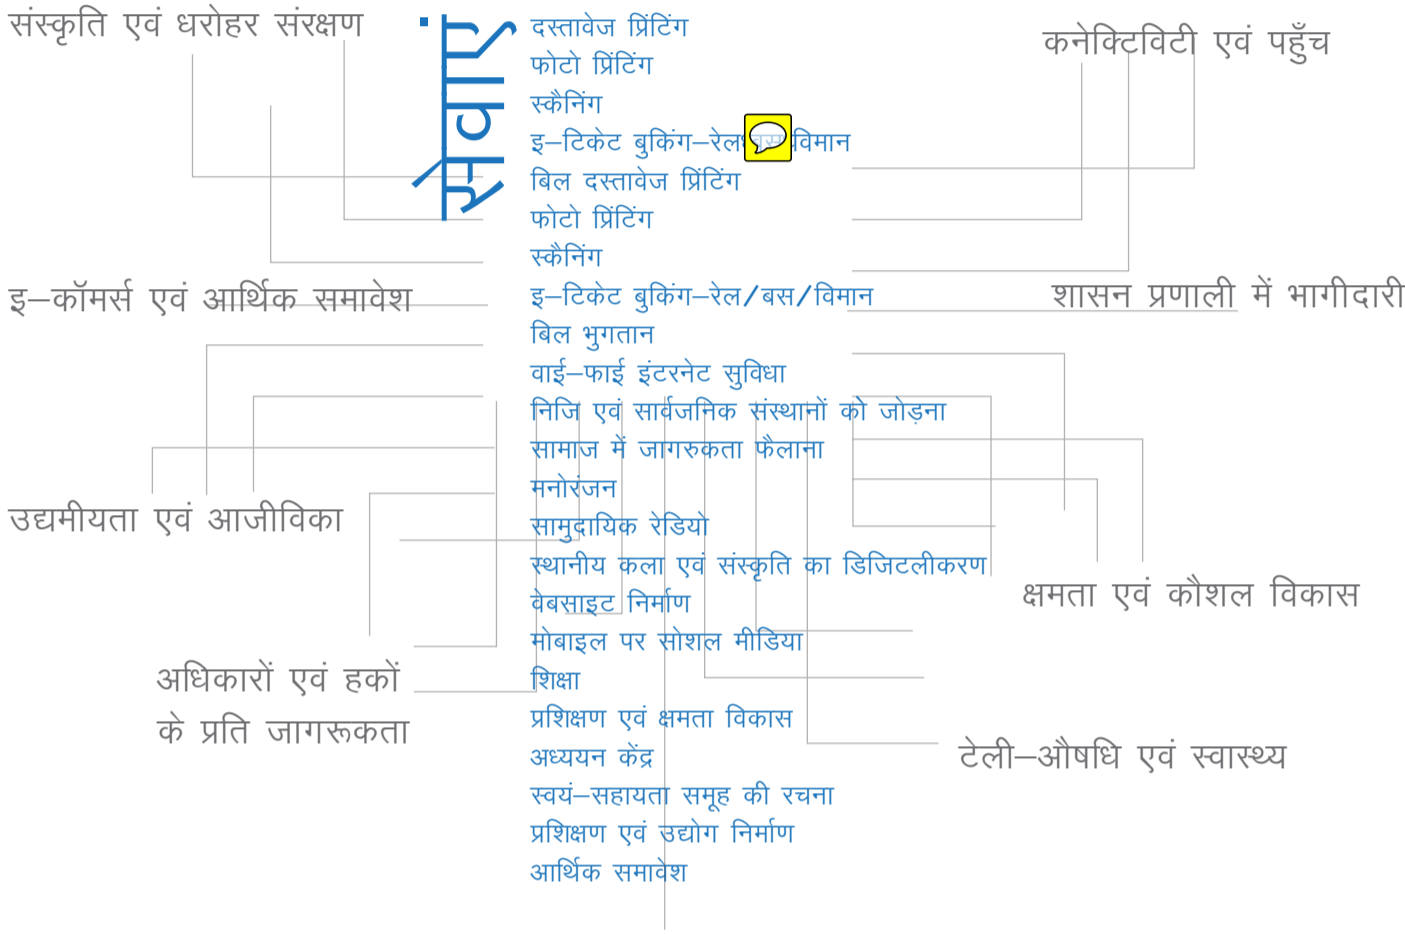 संस्कृति एवं धरोहर संरक्षण
इ–कॉमर्स एवं आर्थिक समावेश
उद्यमीयता एवं आजीविका
अधिकारों एवं हकों
के प्रति जागरूकता
सेवाएं
दस्तावेज प्रिंटिंग
फोटो प्रिंटिंग
स्कैनिंग
इ–टिकेट बुकिंग–रेल बस विमान
बिल दस्तावेज प्रिंटिंग
फोटो प्रिंटिंग
स्कैनिंग
इ–टिकेट बुकिंग–रेल/बस/विमान
बिल भुगतान
वाई–फाई इंटरनेट सुविधा
निजि एवं सार्वजनिक संस्थानों को जोड़ना
सामाज में जागरुकता फैलाना
मनोरंजन
सामुदायिक रेडियो
स्थानीय कला एवं संस्कृति का डिजिटलीकरण
वेबसाइट निर्माण
मोबाइल पर सोशल मीडिया
शिक्षा
प्रशिक्षण एवं क्षमता विकास
अध्ययन केंद्र
स्वयं–सहायता समूह की रचना
प्रशिक्षण एवं उद्योग निर्माण
आर्थिक समावेश
कनेक्टिविटी एवं पहुँच
शासन प्रणाली में भागीदारी
क्षमता एवं कौशल विकास
टेली–औषधि एवं स्वास्थ्य